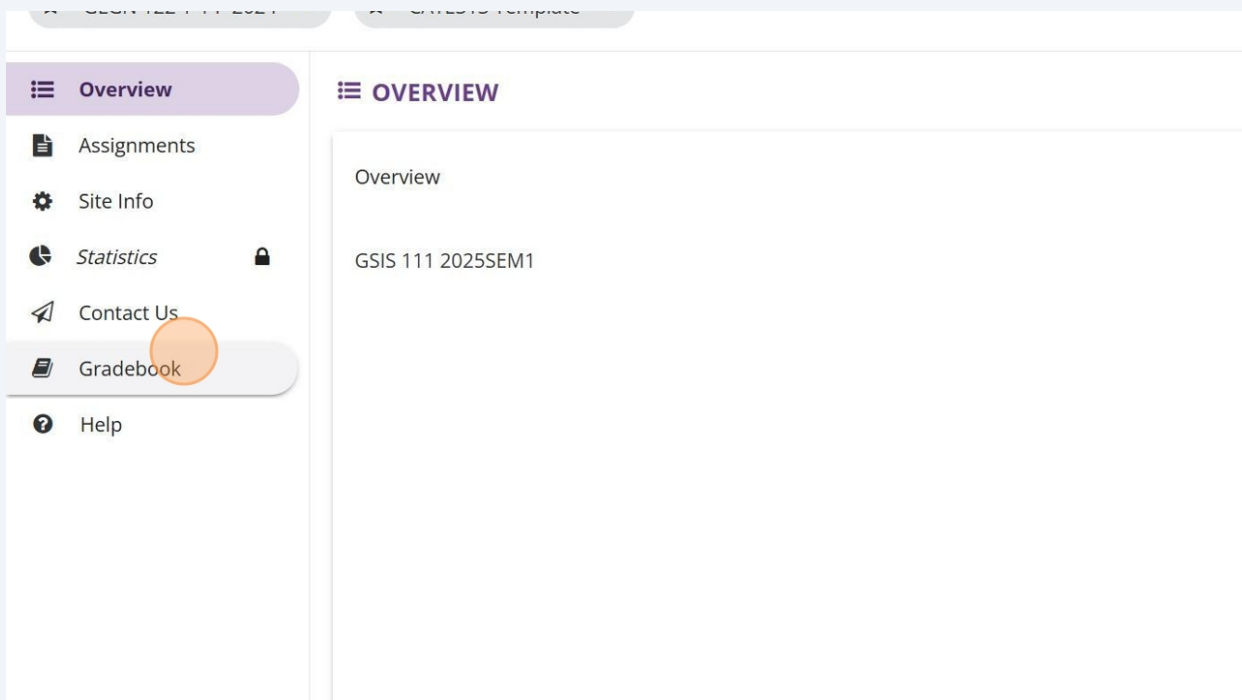 Overview
Assignments
Site Info
Statistics
Contact Us
Gradebook
Help
OVERVIEW
Overview
GSIS 111 2025SEM1